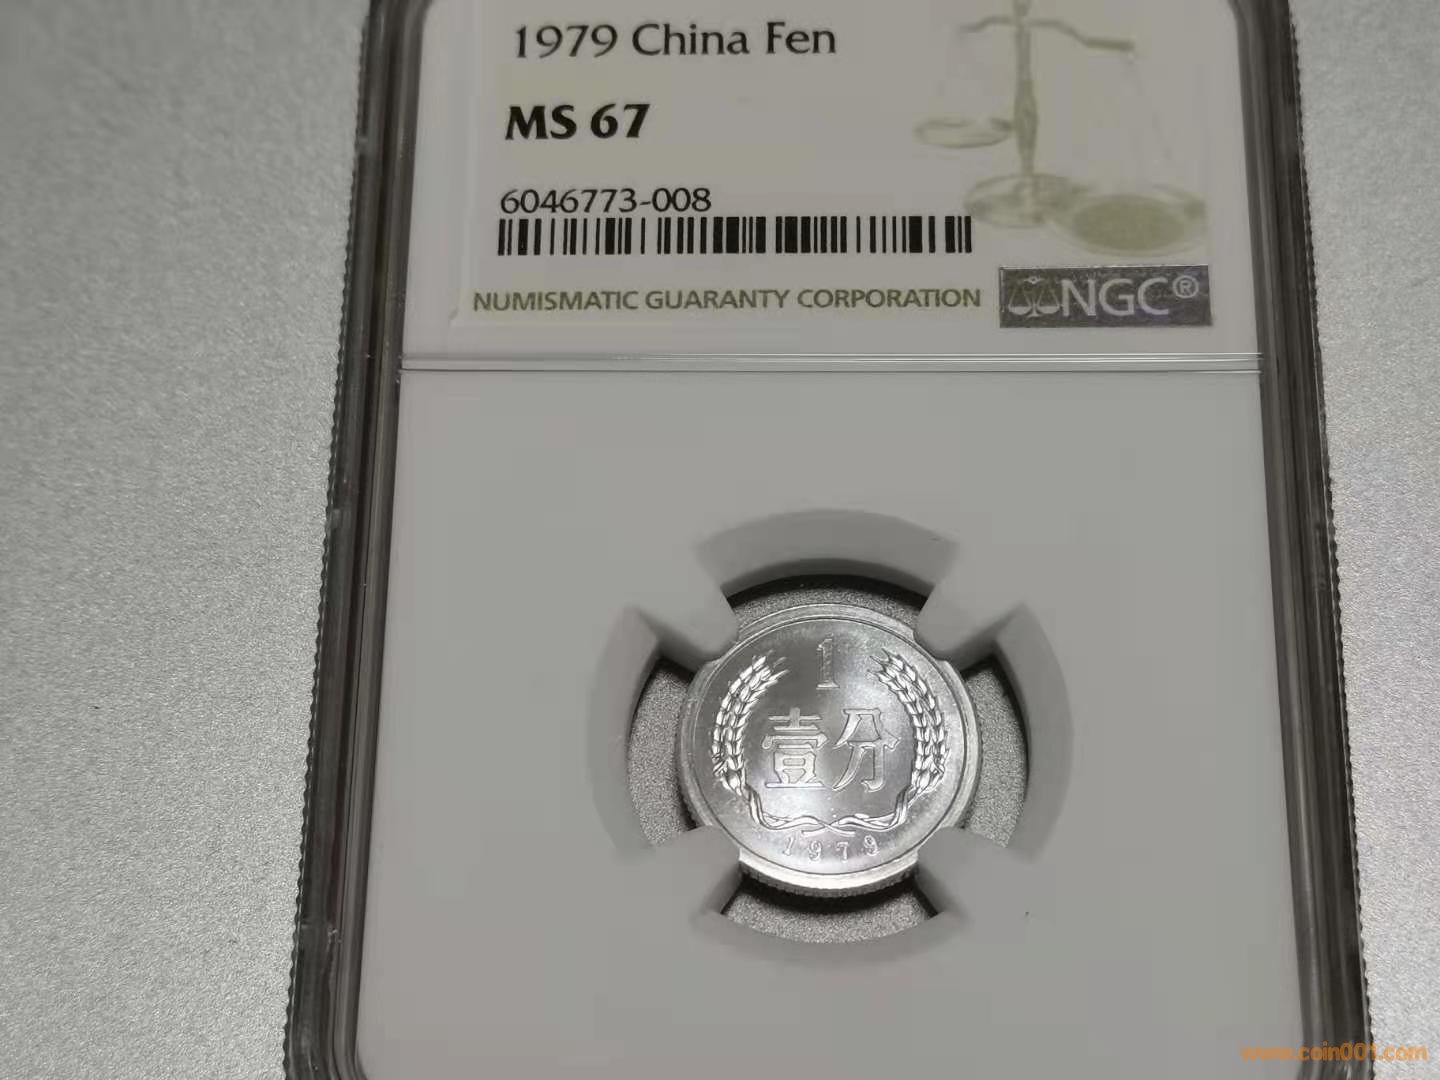 1979 China Fen
MS 67
6046773-008
NUMISMATIC GUARANTY CORPORATION
NGC®
1
壹分
1979
www.coin001.com